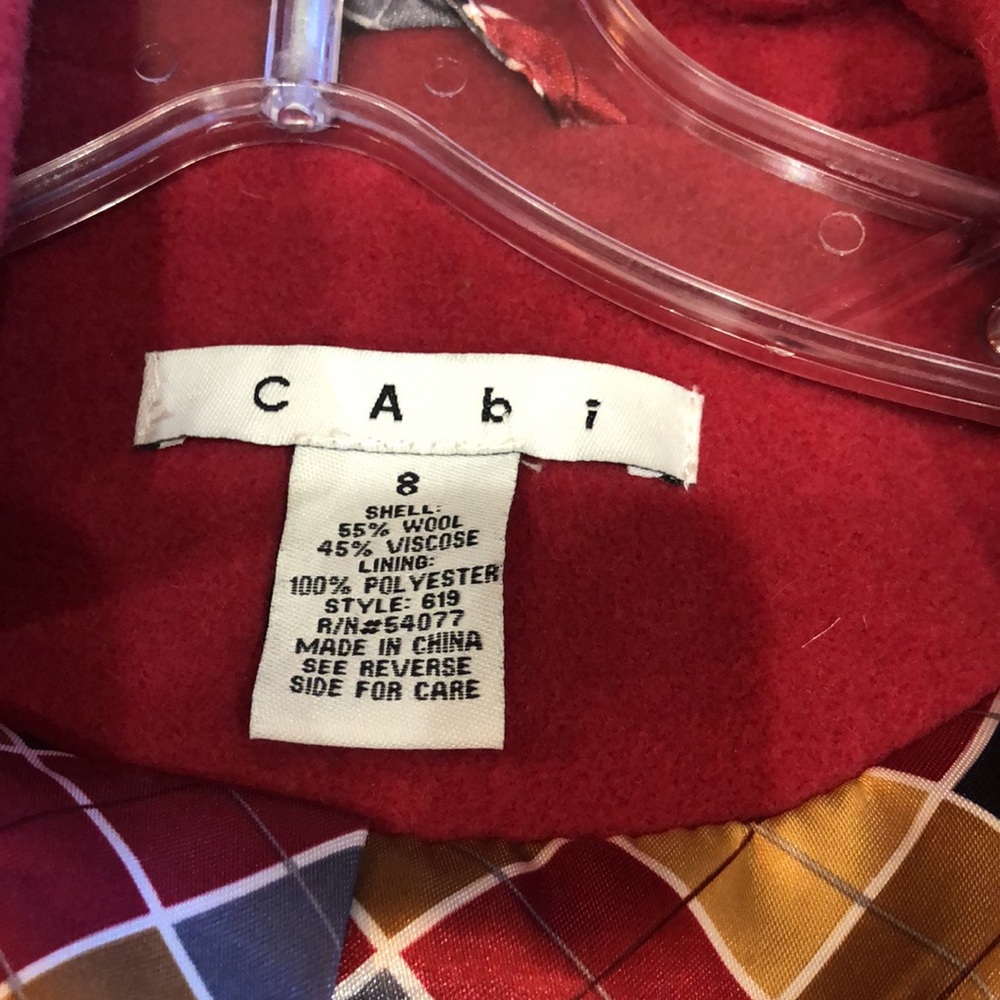 CAbi
8
SHELL:
55% WOOL
45% VISCOSE
LINING:
100% POLYESTER
STYLE: 619
R/N#54077
MADE IN CHINA
SEE REVERSE
SIDE FOR CARE